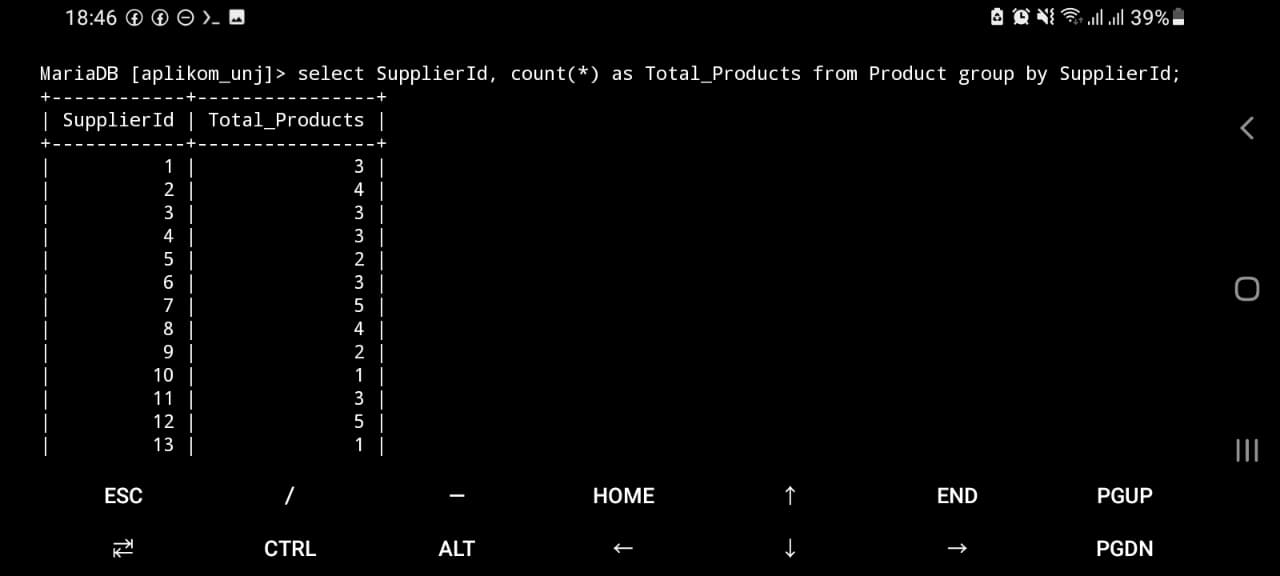 18:46 39%
MariaDB [aplikom_unj]> select SupplierId, count(*) as Total_Products from Product group by SupplierId;
+------------+----------------+
| SupplierId | Total_Products |
+------------+----------------+
| 1 | 3 |
| 2 | 4 |
| 3 | 3 |
| 4 | 3 |
| 5 | 2 |
| 6 | 3 |
| 7 | 5 |
| 8 | 4 |
| 9 | 2 |
| 10 | 1 |
| 11 | 3 |
| 12 | 5 |
| 13 | 1 |
ESC / — HOME ↑ END PGUP
⇄ CTRL ALT ← ↓ → PGDN